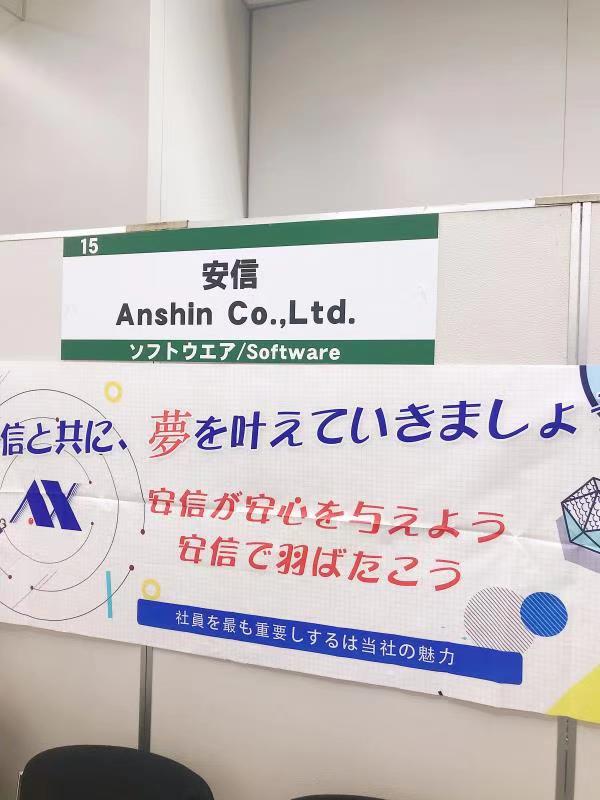 15
安信
Anshin Co.,Ltd.
ソフトウエア/Software
信と共に、夢を叶えていきましょ
安信が安心を与えよう
安信で羽ばたこう
社員を最も重要しするは当社の魅力